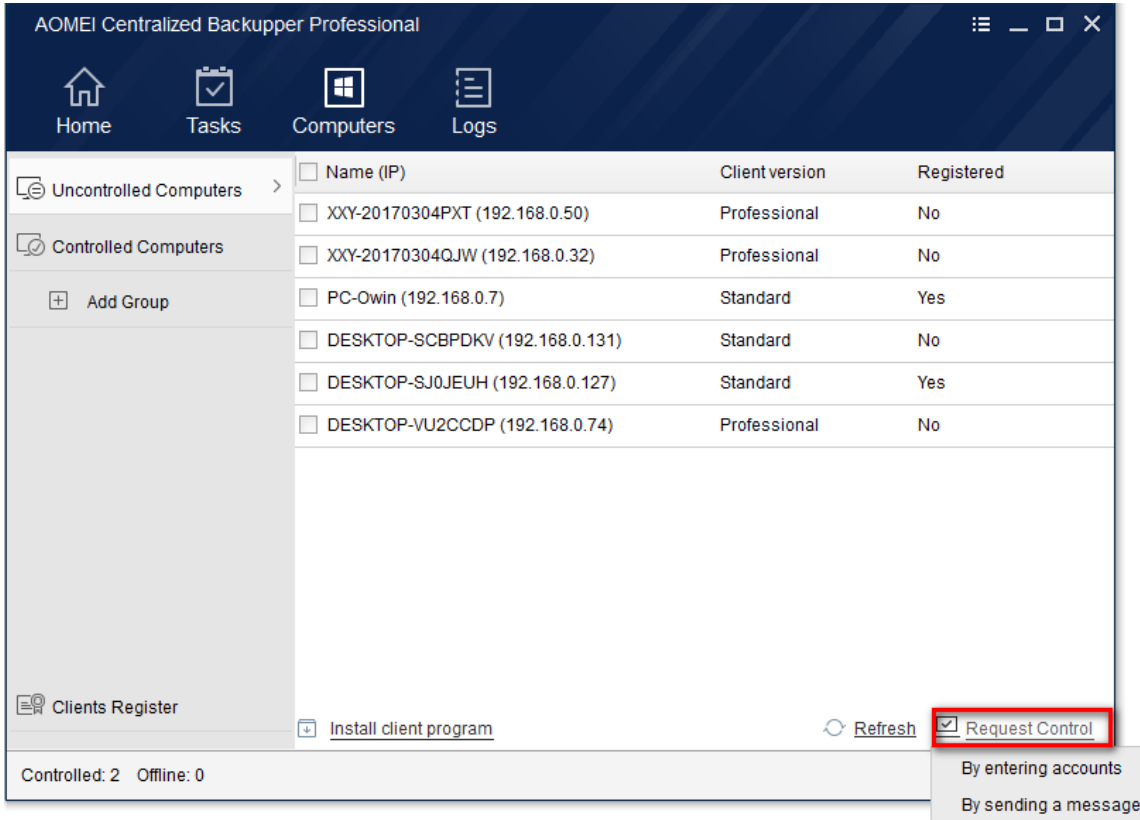 AOMEI Centralized Backupper Professional
Home Tasks Computers Logs
Uncontrolled Computers
Controlled Computers
Add Group
Clients Register
Name (IP) Client version Registered
XXY-20170304PXT (192.168.0.50) Professional No
XXY-20170304QJW (192.168.0.32) Professional No
PC-Owin (192.168.0.7) Standard Yes
DESKTOP-SCBPDKV (192.168.0.131) Standard No
DESKTOP-SJ0JEUH (192.168.0.127) Standard Yes
DESKTOP-VU2CCDP (192.168.0.74) Professional No
Install client program Refresh Request Control
By entering accounts
By sending a message
Controlled: 2 Offline: 0